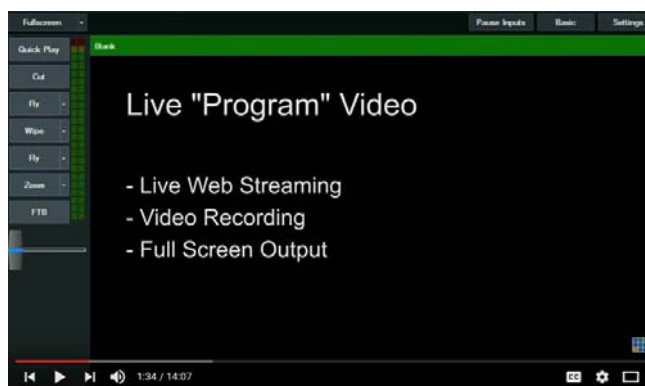 Fullscreen
Pause Inputs Basic Settings
Quick Play
Blank
Cut
Fly
Wipe
Fly
Zoom
FTB
Live "Program" Video
- Live Web Streaming
- Video Recording
- Full Screen Output
1:34 / 14:07
CC